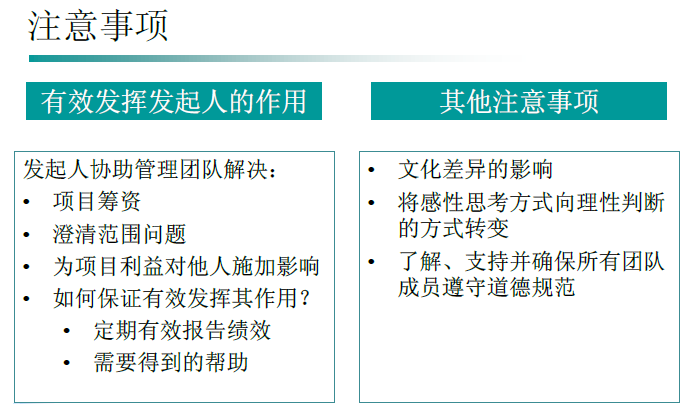 注意事项
有效发挥发起人的作用
发起人协助管理团队解决：
• 项目筹资
• 澄清范围问题
• 为项目利益对他人施加影响
• 如何保证有效发挥其作用？
• 定期有效报告绩效
• 需要得到的帮助
其他注意事项
• 文化差异的影响
• 将感性思考方式向理性判断
的方式转变
• 了解、支持并确保所有团队
成员遵守道德规范